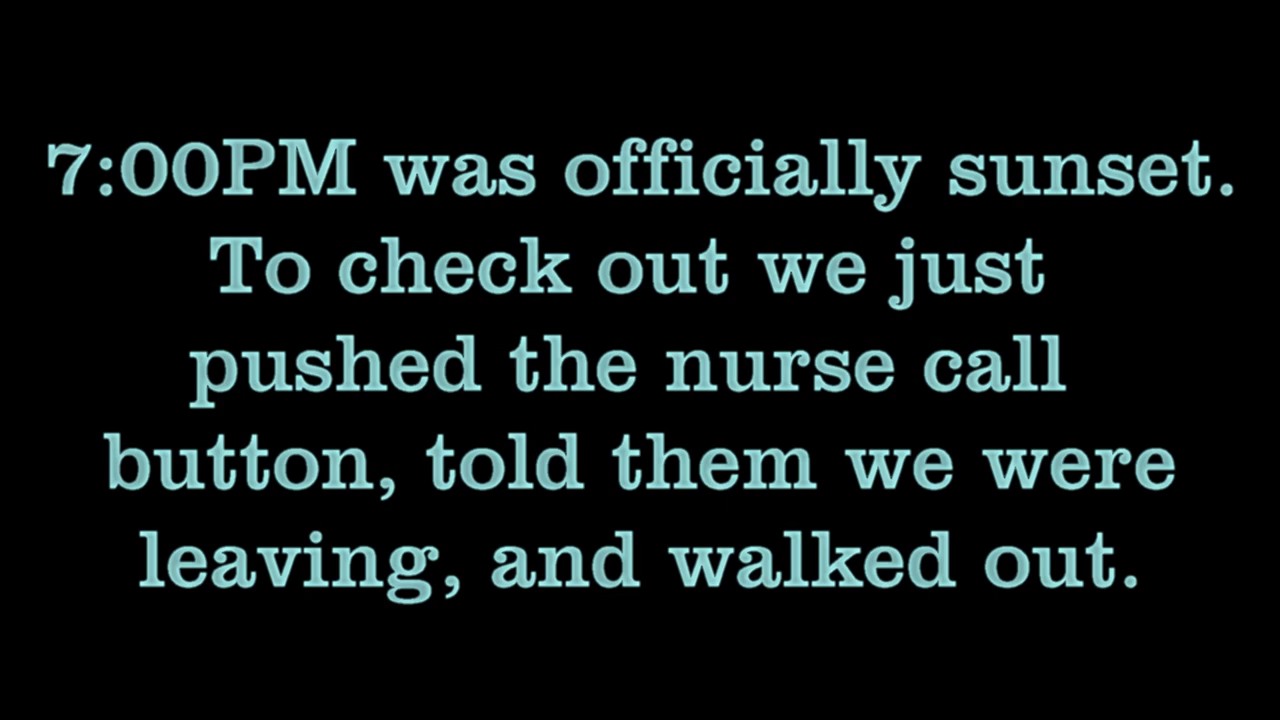 7:00PM was officially sunset.
To check out we just
pushed the nurse call
button, told them we were
leaving, and walked out.